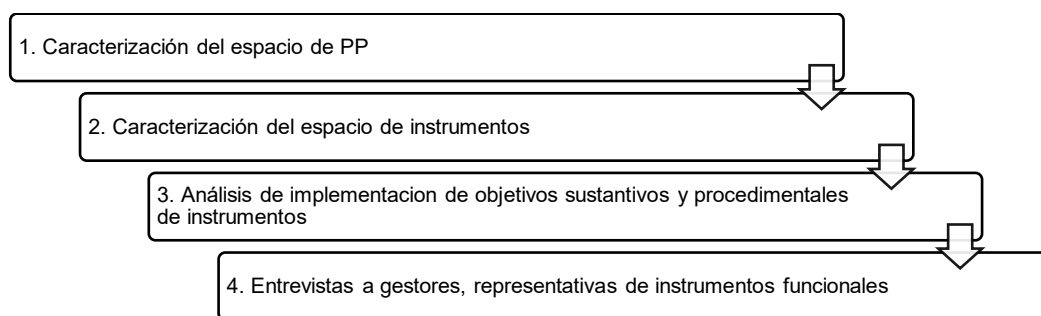 1. Caracterización del espacio de PP
2. Caracterización del espacio de instrumentos
3. Análisis de implementacion de objetivos sustantivos y procedimentales
de instrumentos
4. Entrevistas a gestores, representativas de instrumentos funcionales